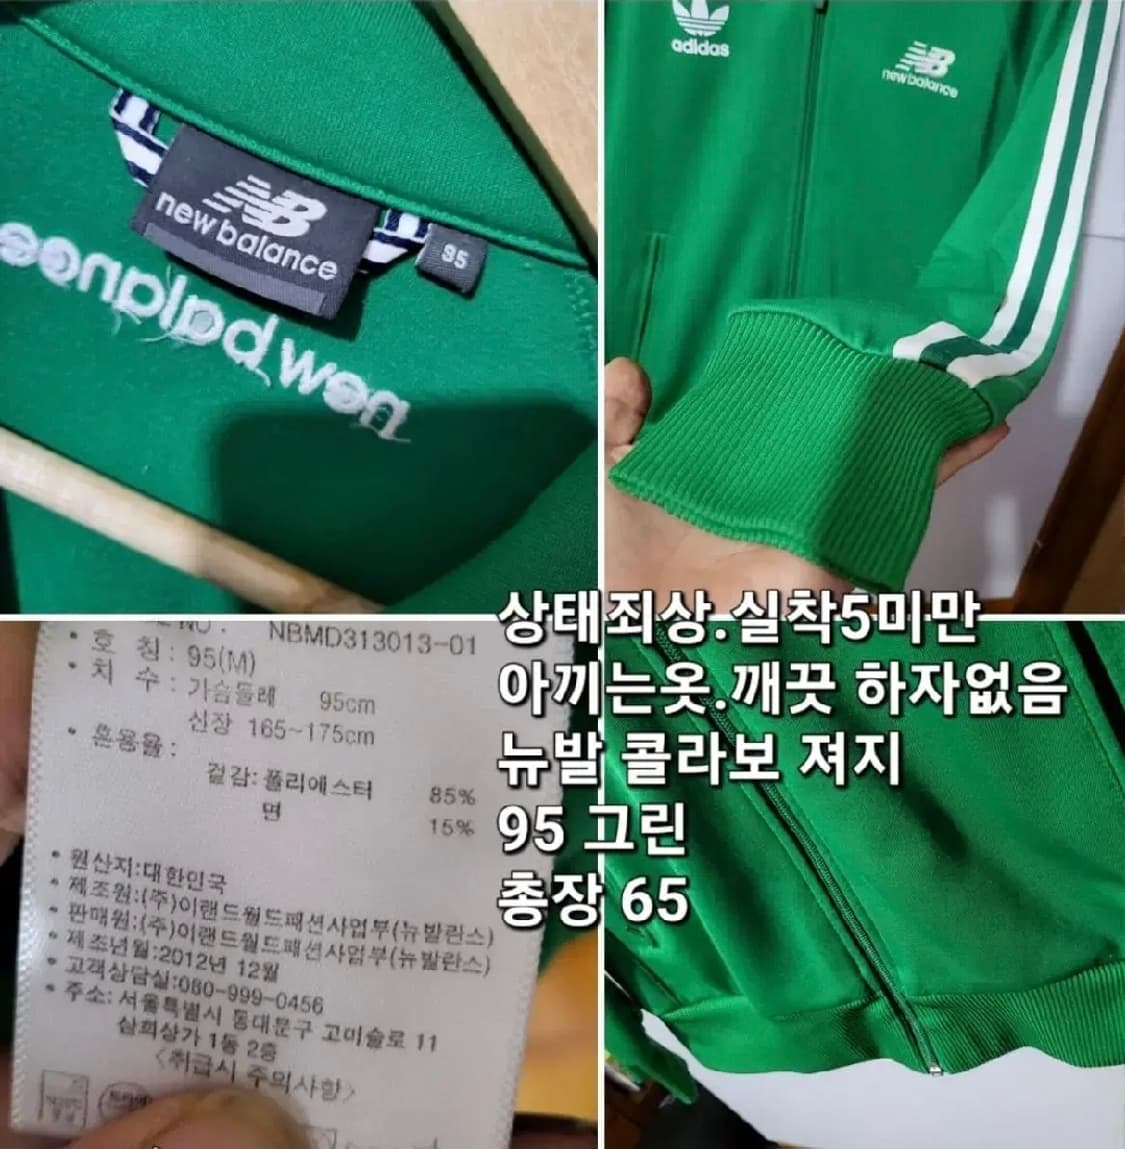 new balance
95
new balance
adidas
new balance
NO : NBMD313013-01
• 호 칭 : 95(M)
• 치 수 : 가슴둘레 95cm
신장 165~175cm
• 혼용율 :
겉감: 폴리에스터 85%
면 15%
• 원산지:대한민국
• 제조원:(주)이랜드월드패션사업부(뉴발란스)
• 판매원:(주)이랜드월드패션사업부(뉴발란스)
• 제조년월:2012년 12월
• 고객상담실:080-999-0456
• 주소: 서울특별시 동대문구 고미술로 11
삼희상가 1동 2층
<취급시 주의사항>
상태죄상.실착5미만
아끼는옷.깨끗 하자없음
뉴발 콜라보 져지
95 그린
총장 65